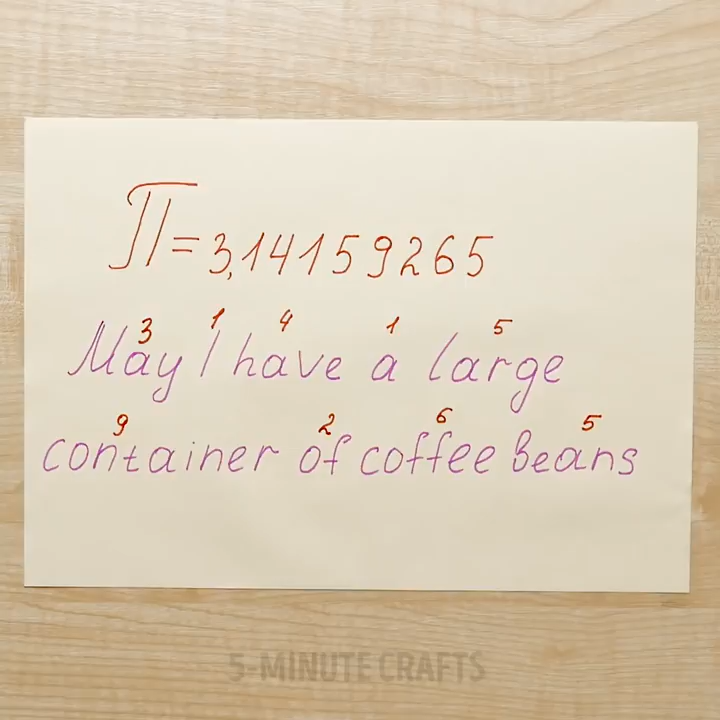 π=3,14159265
3 1 4 1 5
May I have a large
9 2 6 5
container of coffee beans
5-MINUTE CRAFTS